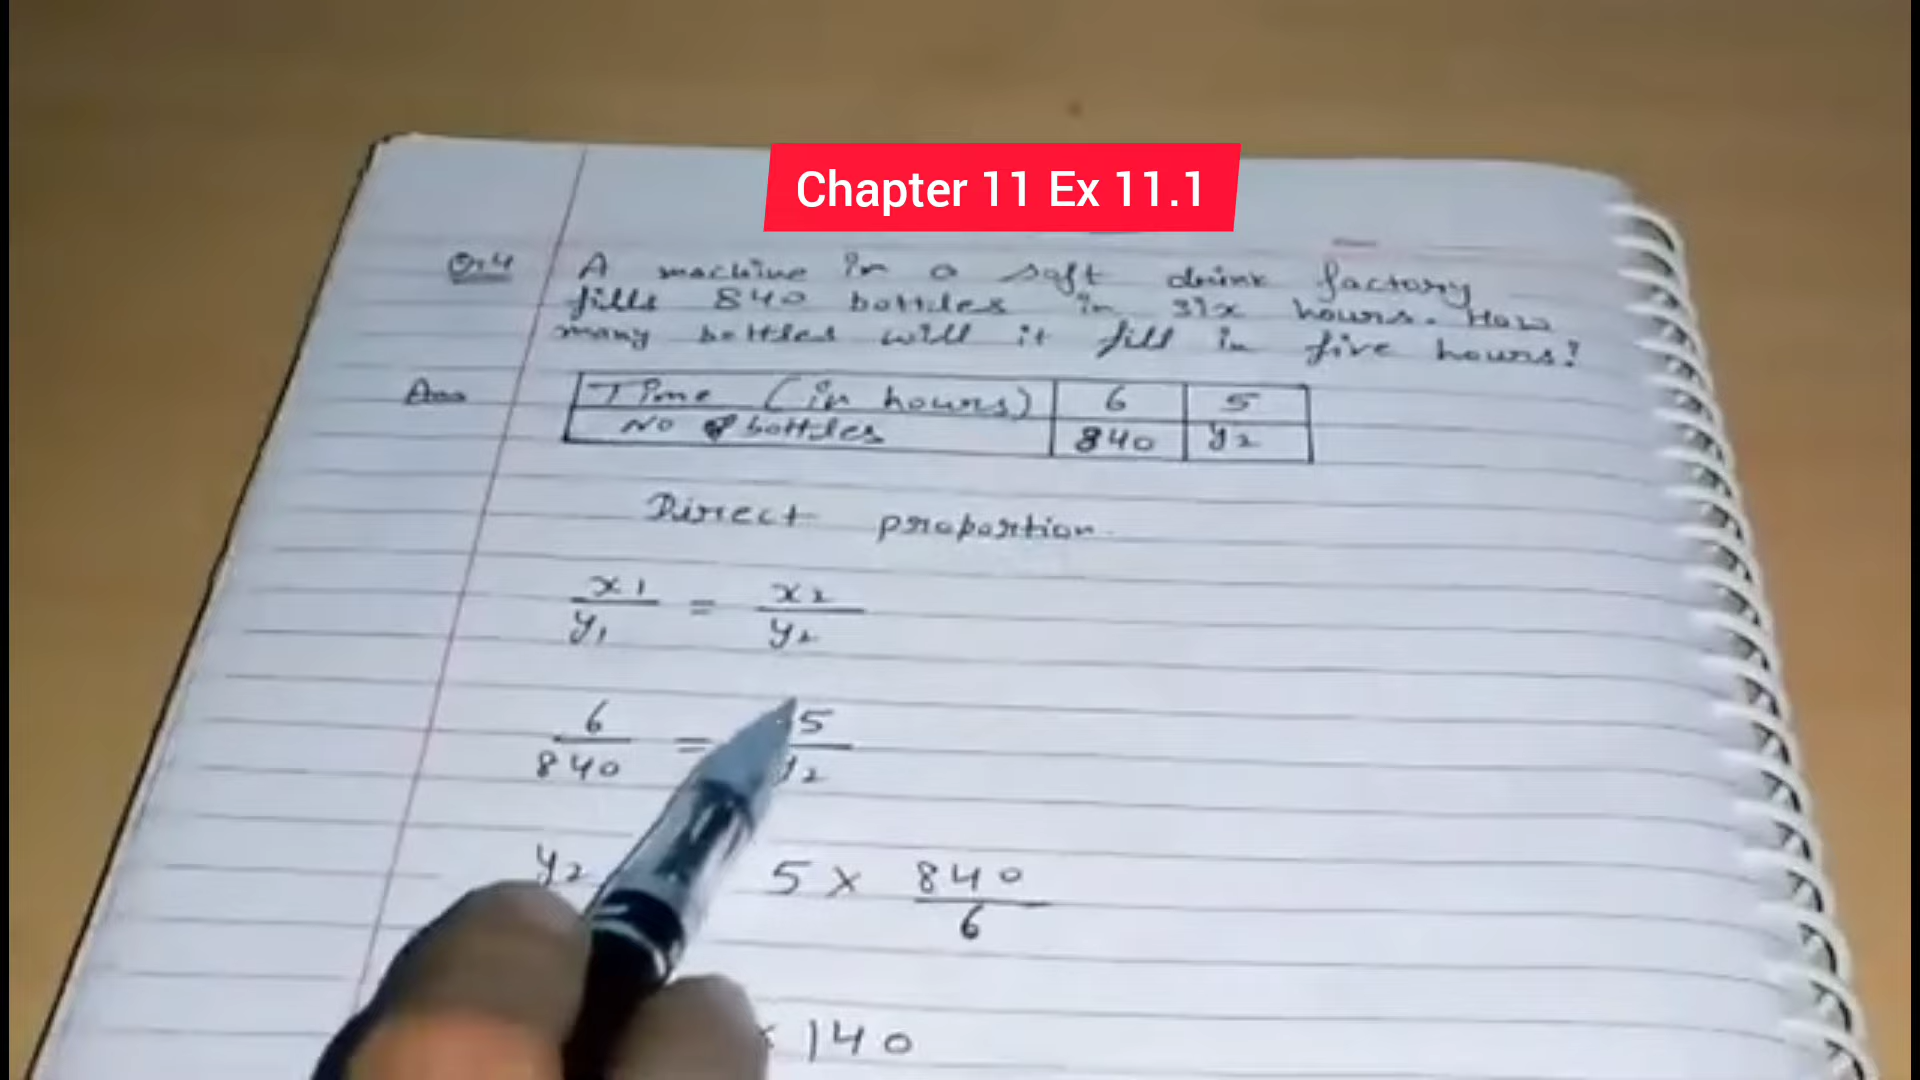 Chapter 11 Ex 11.1
Q.4 A machine in a soft drink factory
fills 840 bottles in six hours. How
many bottles will it fill in five hours?
Ans Time (in hours) 6 5
No of bottles 840 y2
Direct proportion
x1/y1 = x2/y2
6/840 = 5/y2
y2 5 × 840/6
× 140